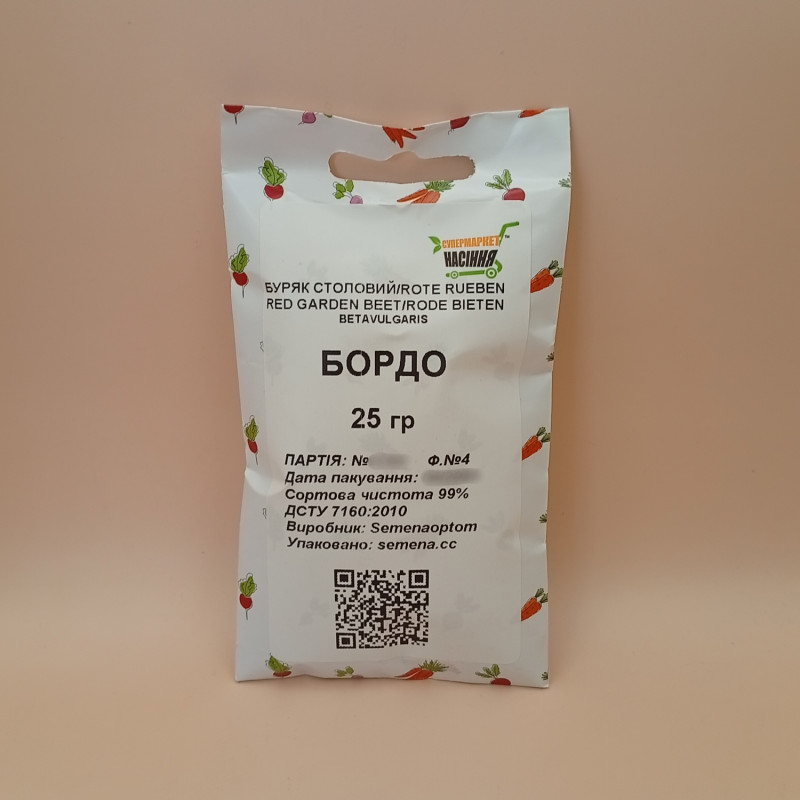 СУПЕРМАРКЕТ
НАСІННЯ
БУРЯК СТОЛОВИЙ/ROTE RUEBEN
RED GARDEN BEET/RODE BIETEN
BETAVULGARIS
БОРДО
25 гр
ПАРТІЯ: № Ф.№4
Дата пакування:
Сортова чистота 99%
ДСТУ 7160:2010
Виробник: Semenaoptom
Упаковано: semena.cc